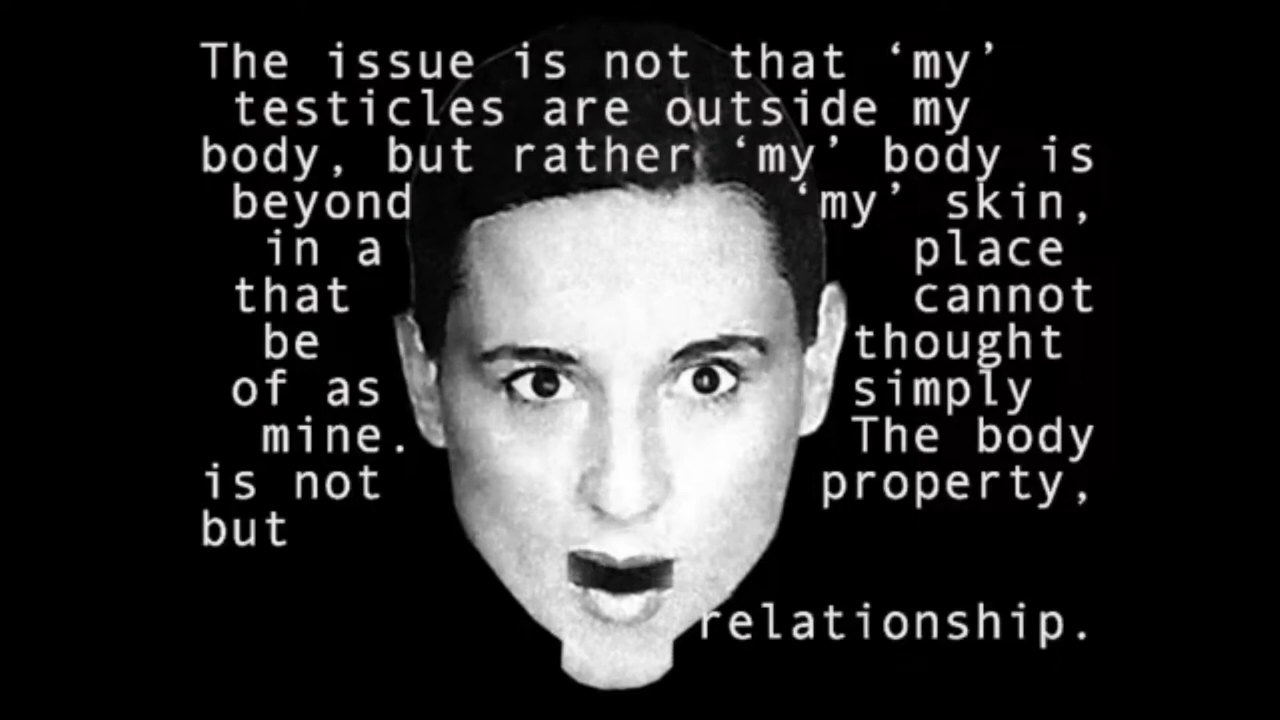 The issue is not that ‘my’
testicles are outside my
body, but rather ‘my’ body is
beyond ‘my’ skin,
in a place
that cannot
be thought
of as simply
mine. The body
is not property,
but
relationship.